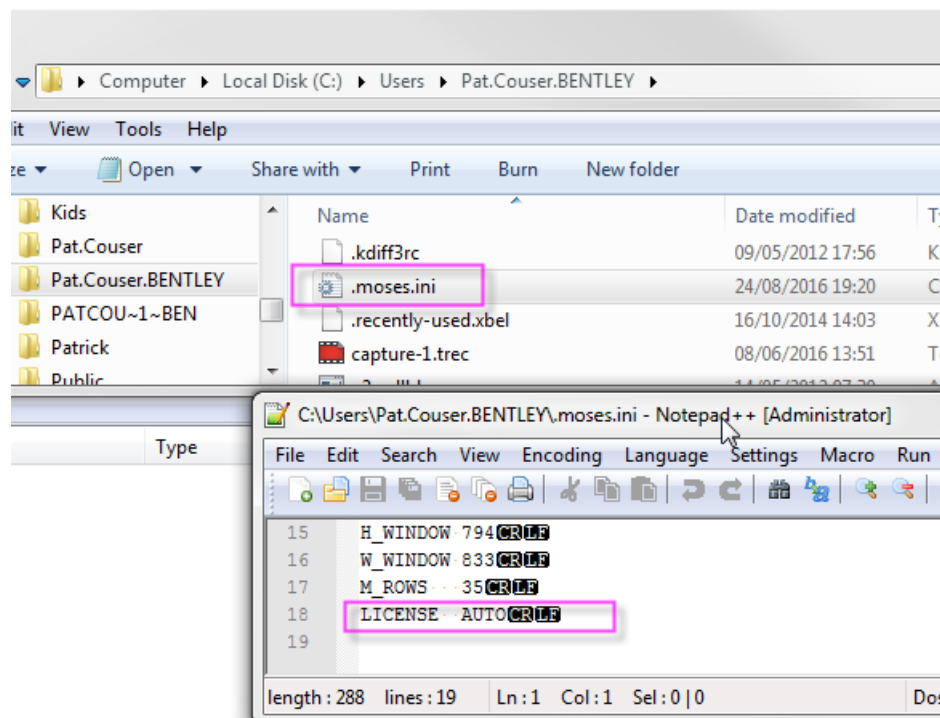 Computer Local Disk (C:) Users Pat.Couser.BENTLEY
it View Tools Help
ze Open Share with Print Burn New folder
Kids
Pat.Couser
Pat.Couser.BENTLEY
PATCOU~1~BEN
Patrick
Public
Name Date modified
.kdiff3rc 09/05/2012 17:56 K
.moses.ini 24/08/2016 19:20 C
.recently-used.xbel 16/10/2014 14:03 X
capture-1.trec 08/06/2016 13:51 T
Type
C:\Users\Pat.Couser.BENTLEY\.moses.ini - Notepad++ [Administrator]
File Edit Search View Encoding Language Settings Macro Run
15 H_WINDOW 794CRLF
16 W_WINDOW 833CRLF
17 M_ROWS 35CRLF
18 LICENSE AUTOCRLF
19
length : 288 lines : 19 Ln : 1 Col : 1 Sel : 0 | 0 Dos